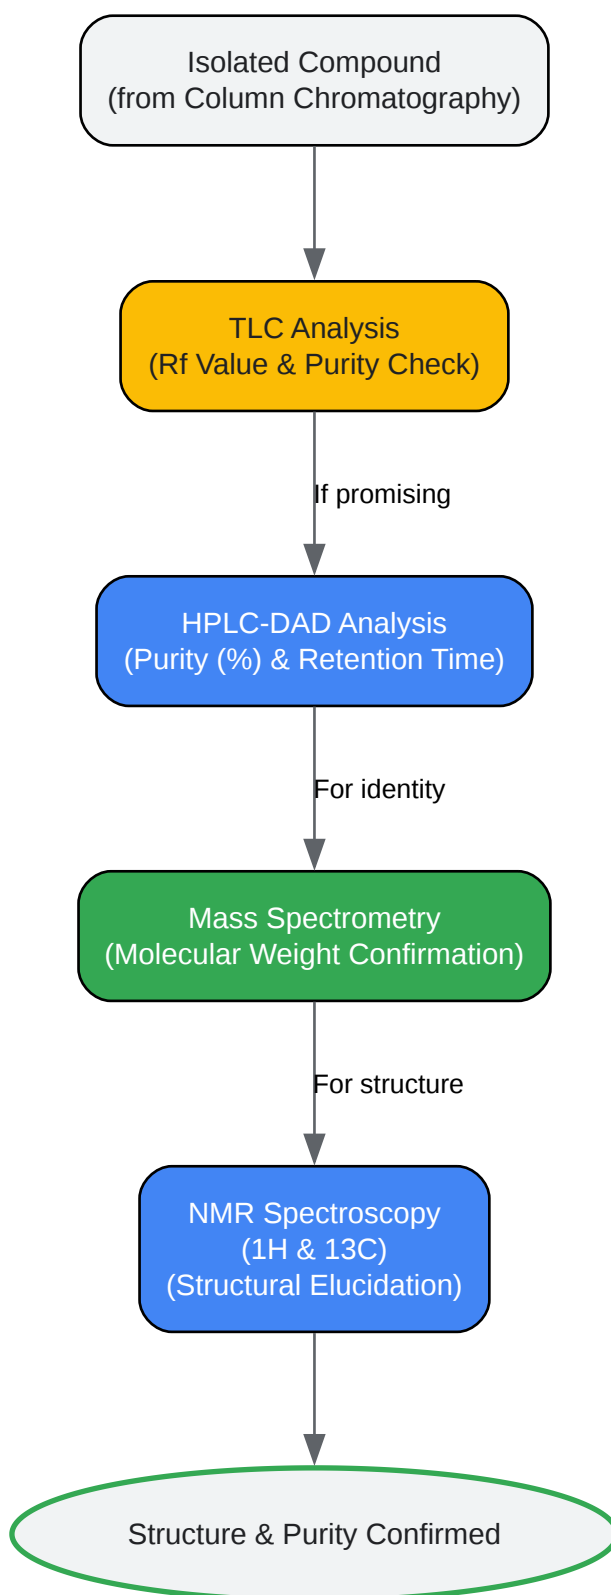 Isolated Compound
(from Column Chromatography)
TLC Analysis
(Rf Value & Purity Check)
If promising
HPLC-DAD Analysis
(Purity (%) & Retention Time)
For identity
Mass Spectrometry
(Molecular Weight Confirmation)
For structure
NMR Spectroscopy
(1H & 13C)
(Structural Elucidation)
Structure & Purity Confirmed